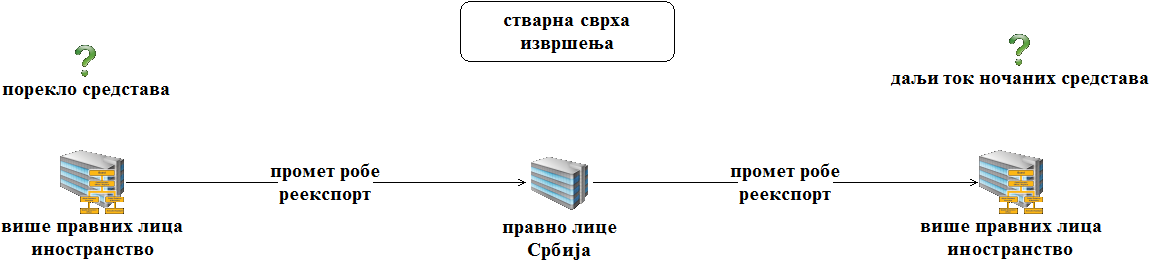 стварна сврха
извршења
порекло средстава
даљи ток ночаних средстава
промет робе
реекспорт
промет робе
реекспорт
више правних лица
иностранство
правно лице
Србија
више правних лица
иностранство